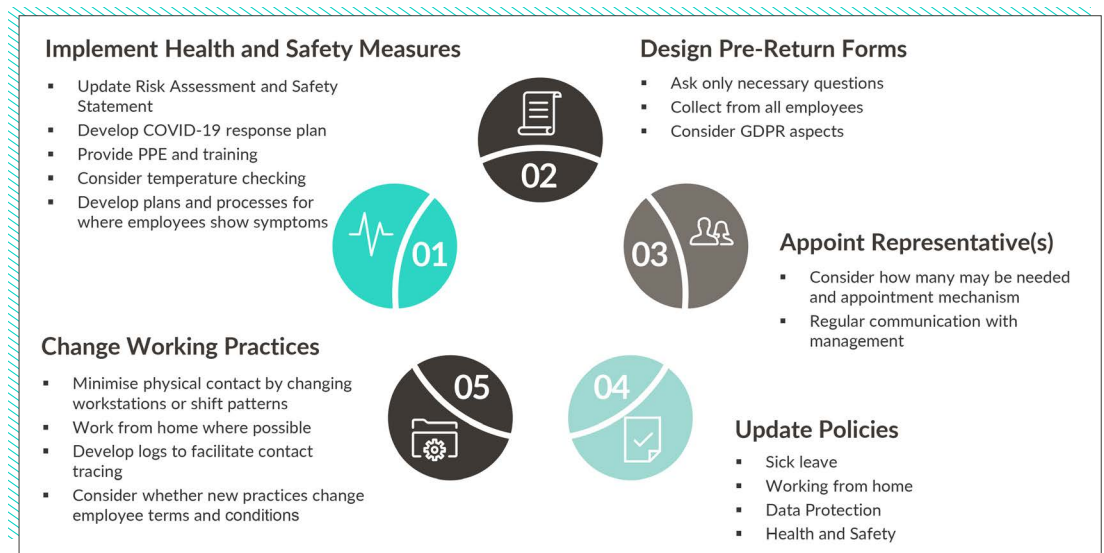 Implement Health and Safety Measures
▪ Update Risk Assessment and Safety
Statement
▪ Develop COVID-19 response plan
▪ Provide PPE and training
▪ Consider temperature checking
▪ Develop plans and processes for
where employees show symptoms
01
02
Design Pre-Return Forms
▪ Ask only necessary questions
▪ Collect from all employees
▪ Consider GDPR aspects
03
Appoint Representative(s)
▪ Consider how many may be needed
and appointment mechanism
▪ Regular communication with
management
04
Update Policies
▪ Sick leave
▪ Working from home
▪ Data Protection
▪ Health and Safety
05
Change Working Practices
▪ Minimise physical contact by changing
workstations or shift patterns
▪ Work from home where possible
▪ Develop logs to facilitate contact
tracing
▪ Consider whether new practices change
employee terms and conditions